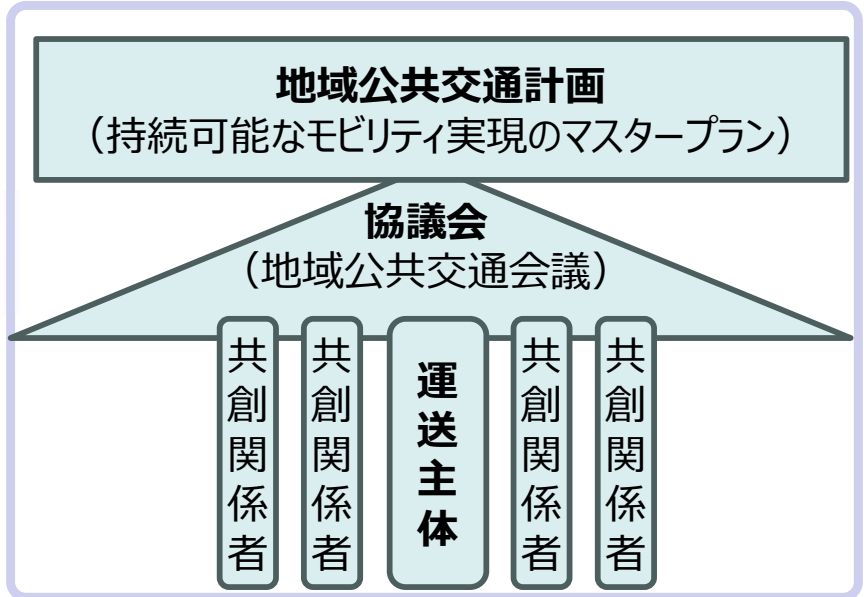 地域公共交通計画
（持続可能なモビリティ実現のマスタープラン）
協議会
（地域公共交通会議）
共創関係者
共創関係者
運送主体
共創関係者
共創関係者